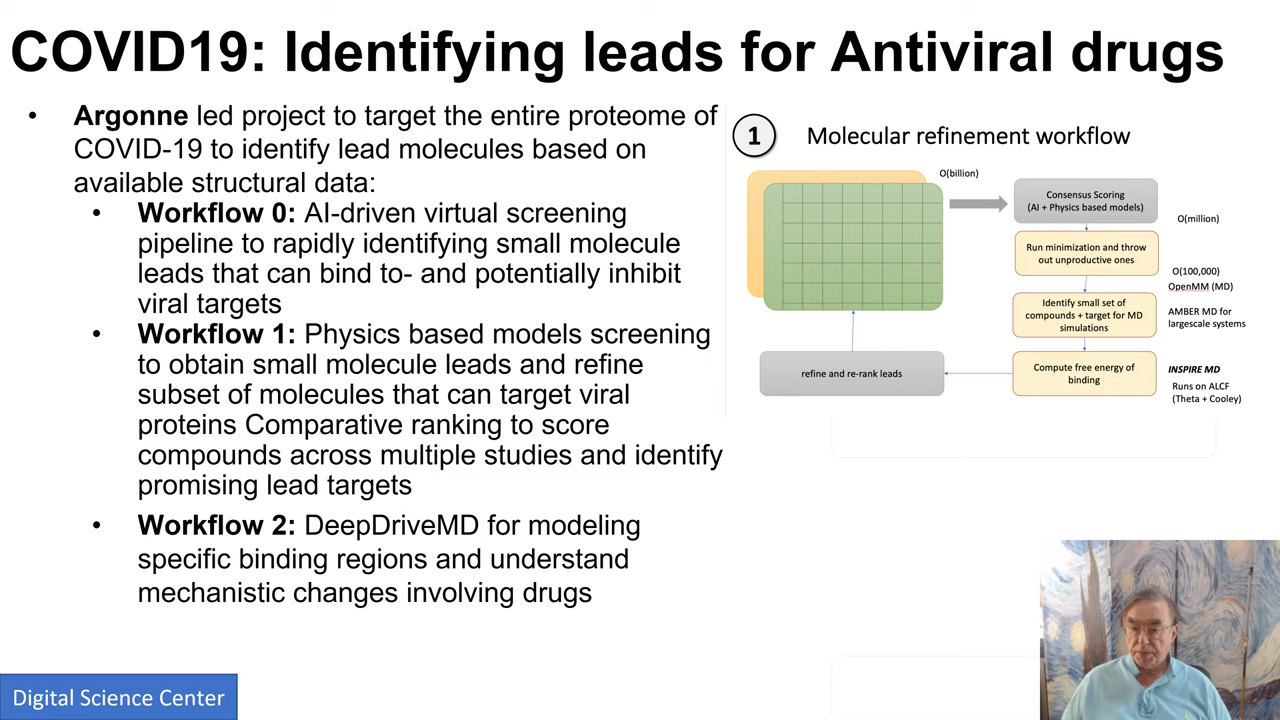 COVID19: Identifying leads for Antiviral drugs
• Argonne led project to target the entire proteome of
COVID-19 to identify lead molecules based on
available structural data:
• Workflow 0: AI-driven virtual screening
pipeline to rapidly identifying small molecule
leads that can bind to- and potentially inhibit
viral targets
• Workflow 1: Physics based models screening
to obtain small molecule leads and refine
subset of molecules that can target viral
proteins Comparative ranking to score
compounds across multiple studies and identify
promising lead targets
• Workflow 2: DeepDriveMD for modeling
specific binding regions and understand
mechanistic changes involving drugs
1 Molecular refinement workflow
O(billion)
Consensus Scoring
(AI + Physics based models)
O(million)
Run minimization and throw
out unproductive ones
O(100,000)
OpenMM (MD)
Identify small set of
compounds + target for MD
simulations
AMBER MD for
largescale systems
Compute free energy of
binding
INSPIRE MD
Runs on ALCF
(Theta + Cooley)
refine and re-rank leads
Digital Science Center